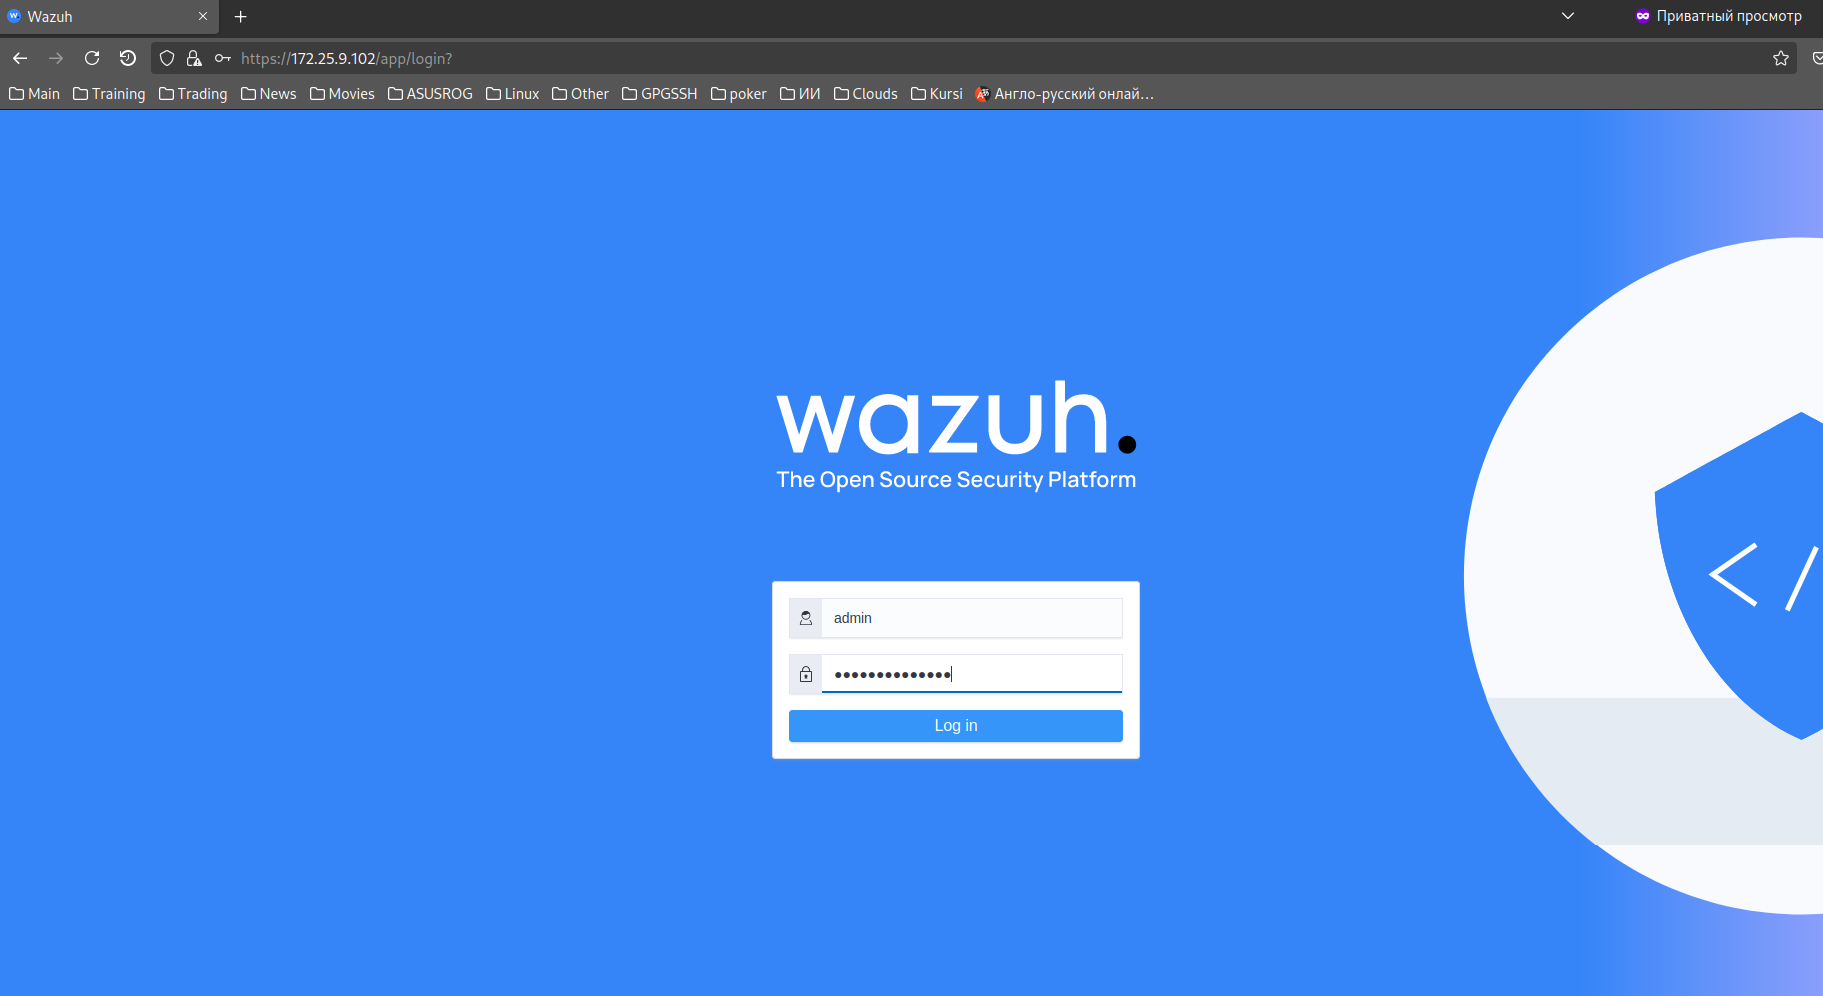 Wazuh
Приватный просмотр
https://172.25.9.102/app/login?
Main Training Trading News Movies ASUSROG Linux Other GPGSSH poker ИИ Clouds Kursi Англо-русский онлай…
wazuh.
The Open Source Security Platform
admin
Log in